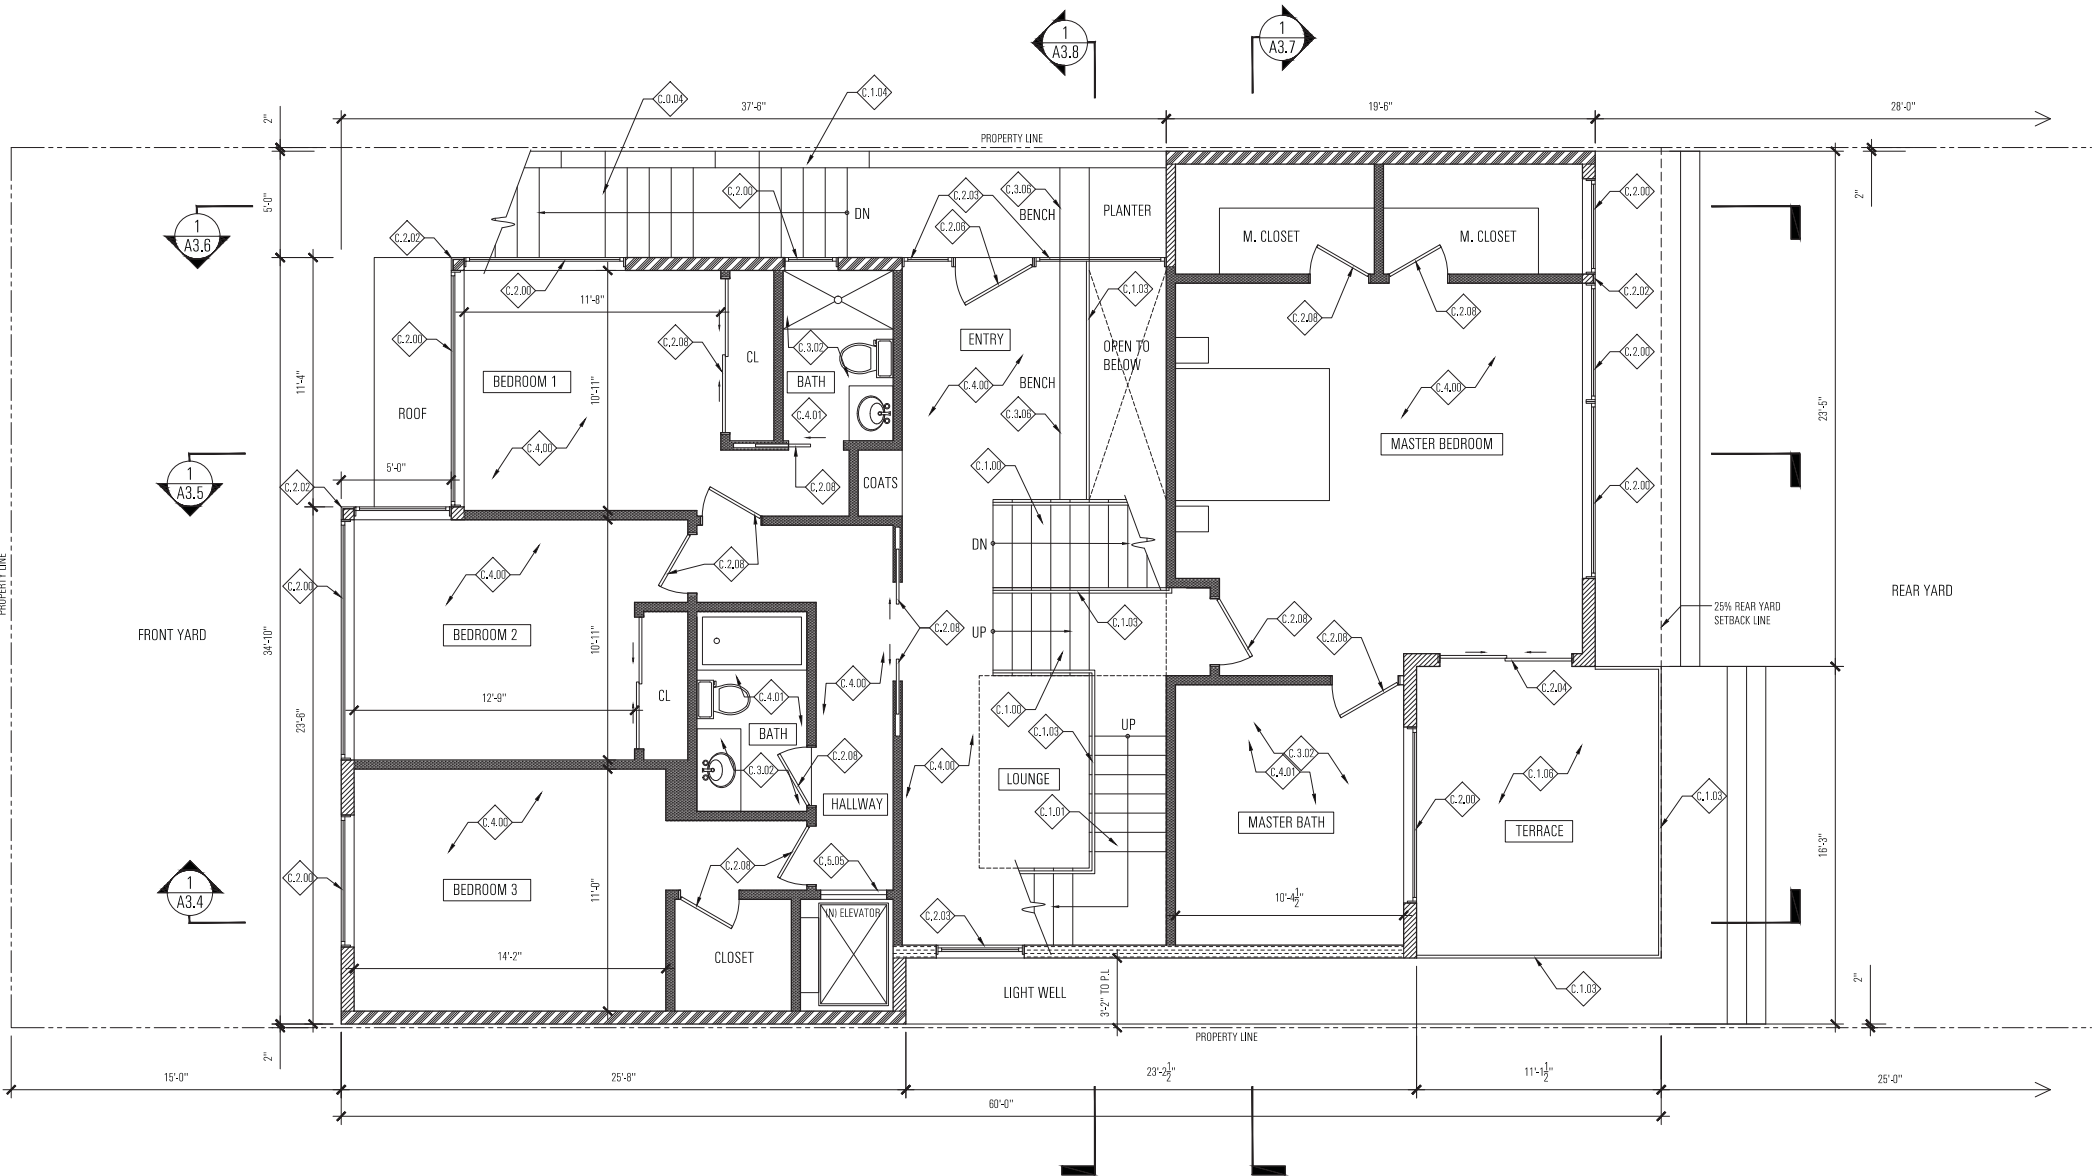 1
A3.8
1
A3.7
C.0.04
C.1.04
37'-6"
19'-6"
28'-0"
2"
PROPERTY LINE
1
A3.6
5'-0"
C.2.02
C.2.00
DN
C.2.03
C.3.06
BENCH
C.2.06
PLANTER
M. CLOSET
M. CLOSET
C.2.00
2"
C.2.00
11'-8"
C.1.03
C.2.08
C.2.08
C.2.02
C.2.00
C.2.08
CL
C.3.02
ENTRY
OPEN TO
BELOW
C.2.00
BEDROOM 1
BATH
C.4.00
BENCH
C.4.00
11'-4"
10'-11"
ROOF
C.4.01
C.3.06
23'-5"
C.4.00
MASTER BEDROOM
5'-0"
1
A3.5
C.2.02
C.2.08
COATS
C.1.00
C.2.00
DN
C.2.00
C.4.00
C.2.08
REAR YARD
25% REAR YARD
SETBACK LINE
PROPERTY LINE
FRONT YARD
34'-10"
BEDROOM 2
10'-11"
C.2.08
UP
C.1.03
C.2.08
C.2.08
CL
C.4.00
C.4.01
C.2.04
12'-9"
23'-6"
C.1.00
C.1.03
UP
BATH
C.2.08
C.3.02
C.4.00
LOUNGE
C.3.02
C.4.01
C.1.06
HALLWAY
C.2.00
C.1.03
C.4.00
C.1.01
MASTER BATH
TERRACE
16'-3"
C.2.00
C.2.08
C.5.05
1
A3.4
BEDROOM 3
11'-0"
(N) ELEVATOR
C.2.03
10'-4 1/2"
14'-2"
CLOSET
LIGHT WELL
3'-2" TO P.L
C.1.03
2"
PROPERTY LINE
2"
15'-0"
25'-8"
23'-2 1/2"
11'-1 1/2"
25'-0"
60'-0"